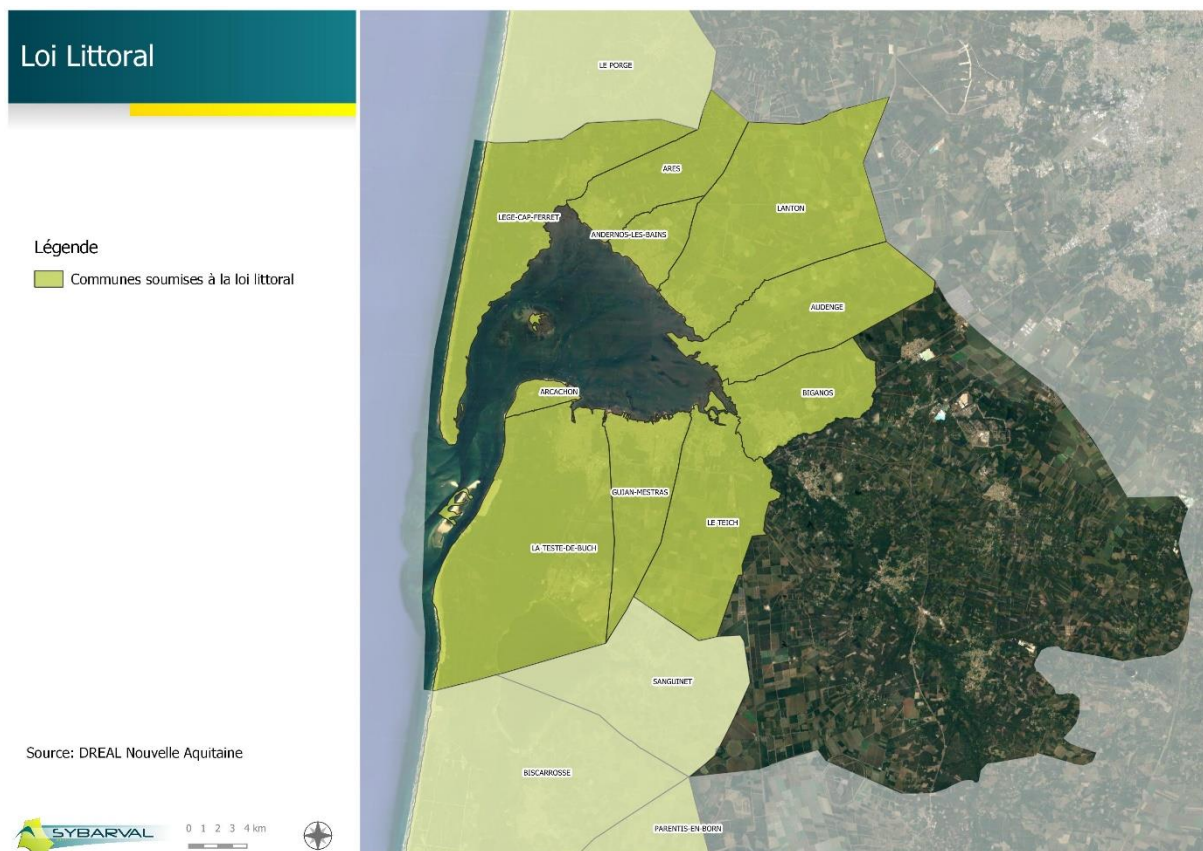 Loi Littoral
Légende
Communes soumises à la loi littoral
Source: DREAL Nouvelle Aquitaine
SYBARVAL
0 1 2 3 4 km
LE PORGE
ARES
LEGE-CAP-FERRET
LANTON
ANDERNOS-LES-BAINS
AUDENGE
ARCACHON
BIGANOS
GUJAN-MESTRAS
LE TEICH
LA TESTE-DE-BUCH
SANGUINET
BISCARROSSE
PARENTIS-EN-BORN